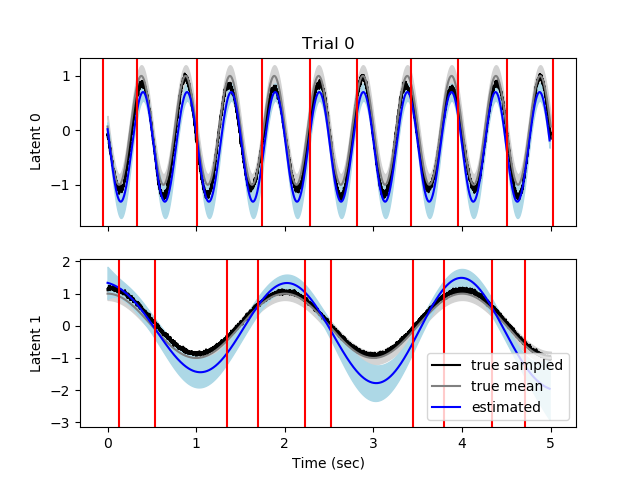 Trial 0
Latent 0
1
0
−1
Latent 1
2
1
0
−1
−2
−3
true sampled
true mean
estimated
0 1 2 3 4 5
Time (sec)